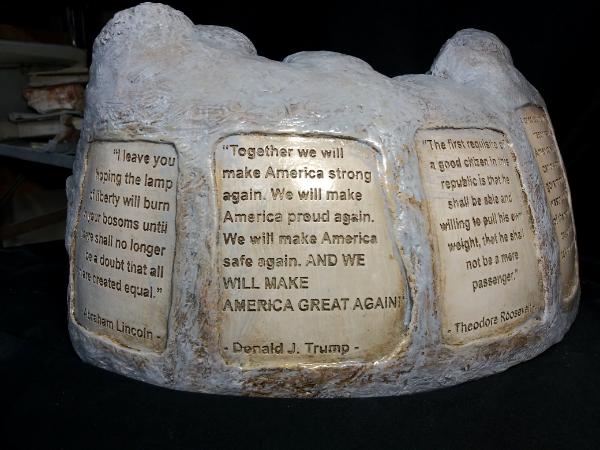 "I leave you
hoping the lamp
of liberty will burn
in your bosoms until
there shall no longer
be a doubt that all
are created equal."
Abraham Lincoln -
"Together we will
make America strong
again. We will make
America proud again.
We will make America
safe again. AND WE
WILL MAKE
AMERICA GREAT AGAIN!"
- Donald J. Trump -
"The first requisite of
a good citizen in this
republic is that he
shall be able and
willing to pull his own
weight, that he shall
not be a mere
passenger."
- Theodore Roosevelt -